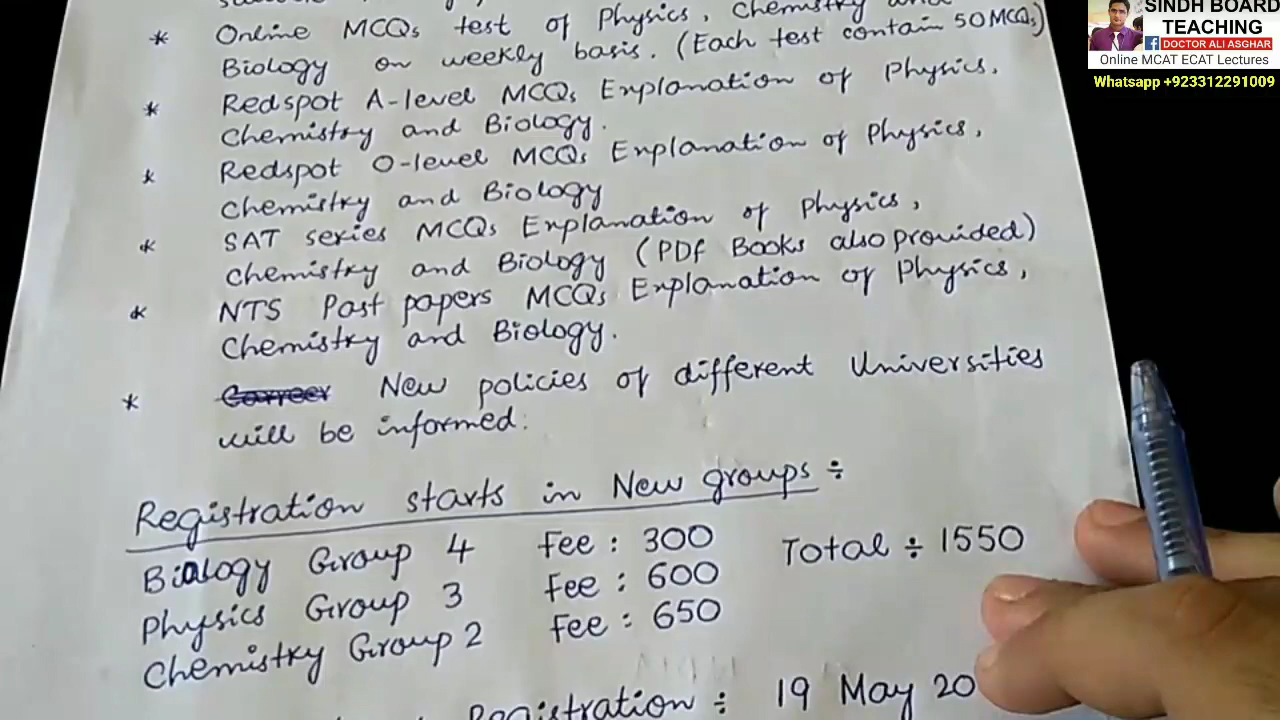 * Online MCQs test of Physics, Chemistry and
Biology on weekly basis. (Each test contain 50 MCQs)
* Redspot A-level MCQs Explanation of Physics,
Chemistry and Biology.
* Redspot O-level MCQs Explanation of Physics,
Chemistry and Biology
* SAT series MCQs Explanation of Physics,
Chemistry and Biology (PDF Books also provided)
* NTS Past papers MCQs Explanation of Physics,
Chemistry and Biology.
* Carreer New policies of different Universities
will be informed.
Registration starts in New groups ÷
Biology Group 4 Fee : 300 Total ÷ 1550
Physics Group 3 Fee : 600
Chemistry Group 2 Fee : 650
Registration ÷ 19 May 20
SINDH BOARD
TEACHING
DOCTOR ALI ASGHAR
Online MCAT ECAT Lectures
Whatsapp +923312291009